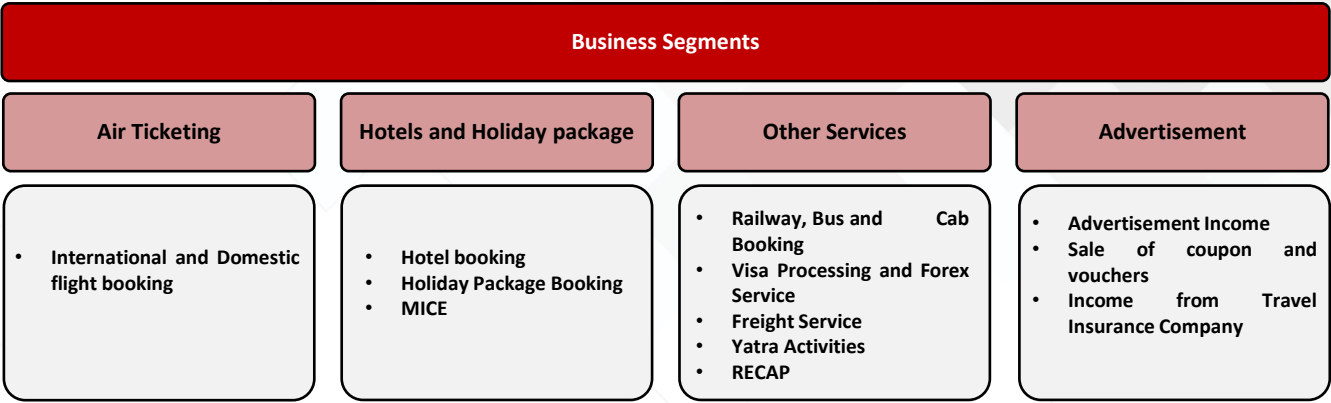 Business Segments
Air Ticketing
Hotels and Holiday package
Other Services
Advertisement
• International and Domestic
flight booking
• Hotel booking
• Holiday Package Booking
• MICE
• Railway, Bus and Cab
Booking
• Visa Processing and Forex
Service
• Freight Service
• Yatra Activities
• RECAP
• Advertisement Income
• Sale of coupon and
vouchers
• Income from Travel
Insurance Company